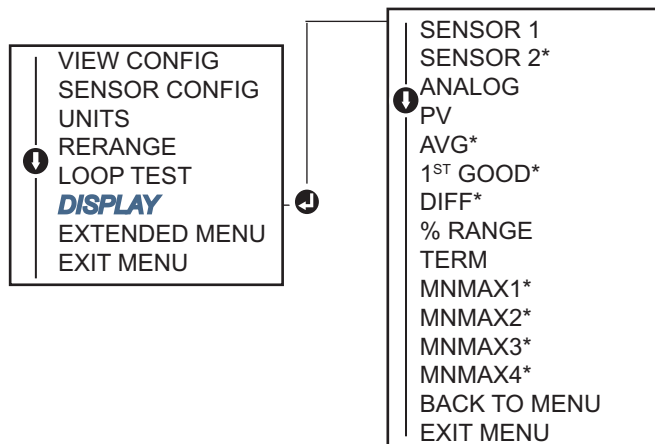 VIEW CONFIG
SENSOR CONFIG
UNITS
RERANGE
LOOP TEST
DISPLAY
EXTENDED MENU
EXIT MENU
SENSOR 1
SENSOR 2*
ANALOG
PV
AVG*
1ST GOOD*
DIFF*
% RANGE
TERM
MNMAX1*
MNMAX2*
MNMAX3*
MNMAX4*
BACK TO MENU
EXIT MENU